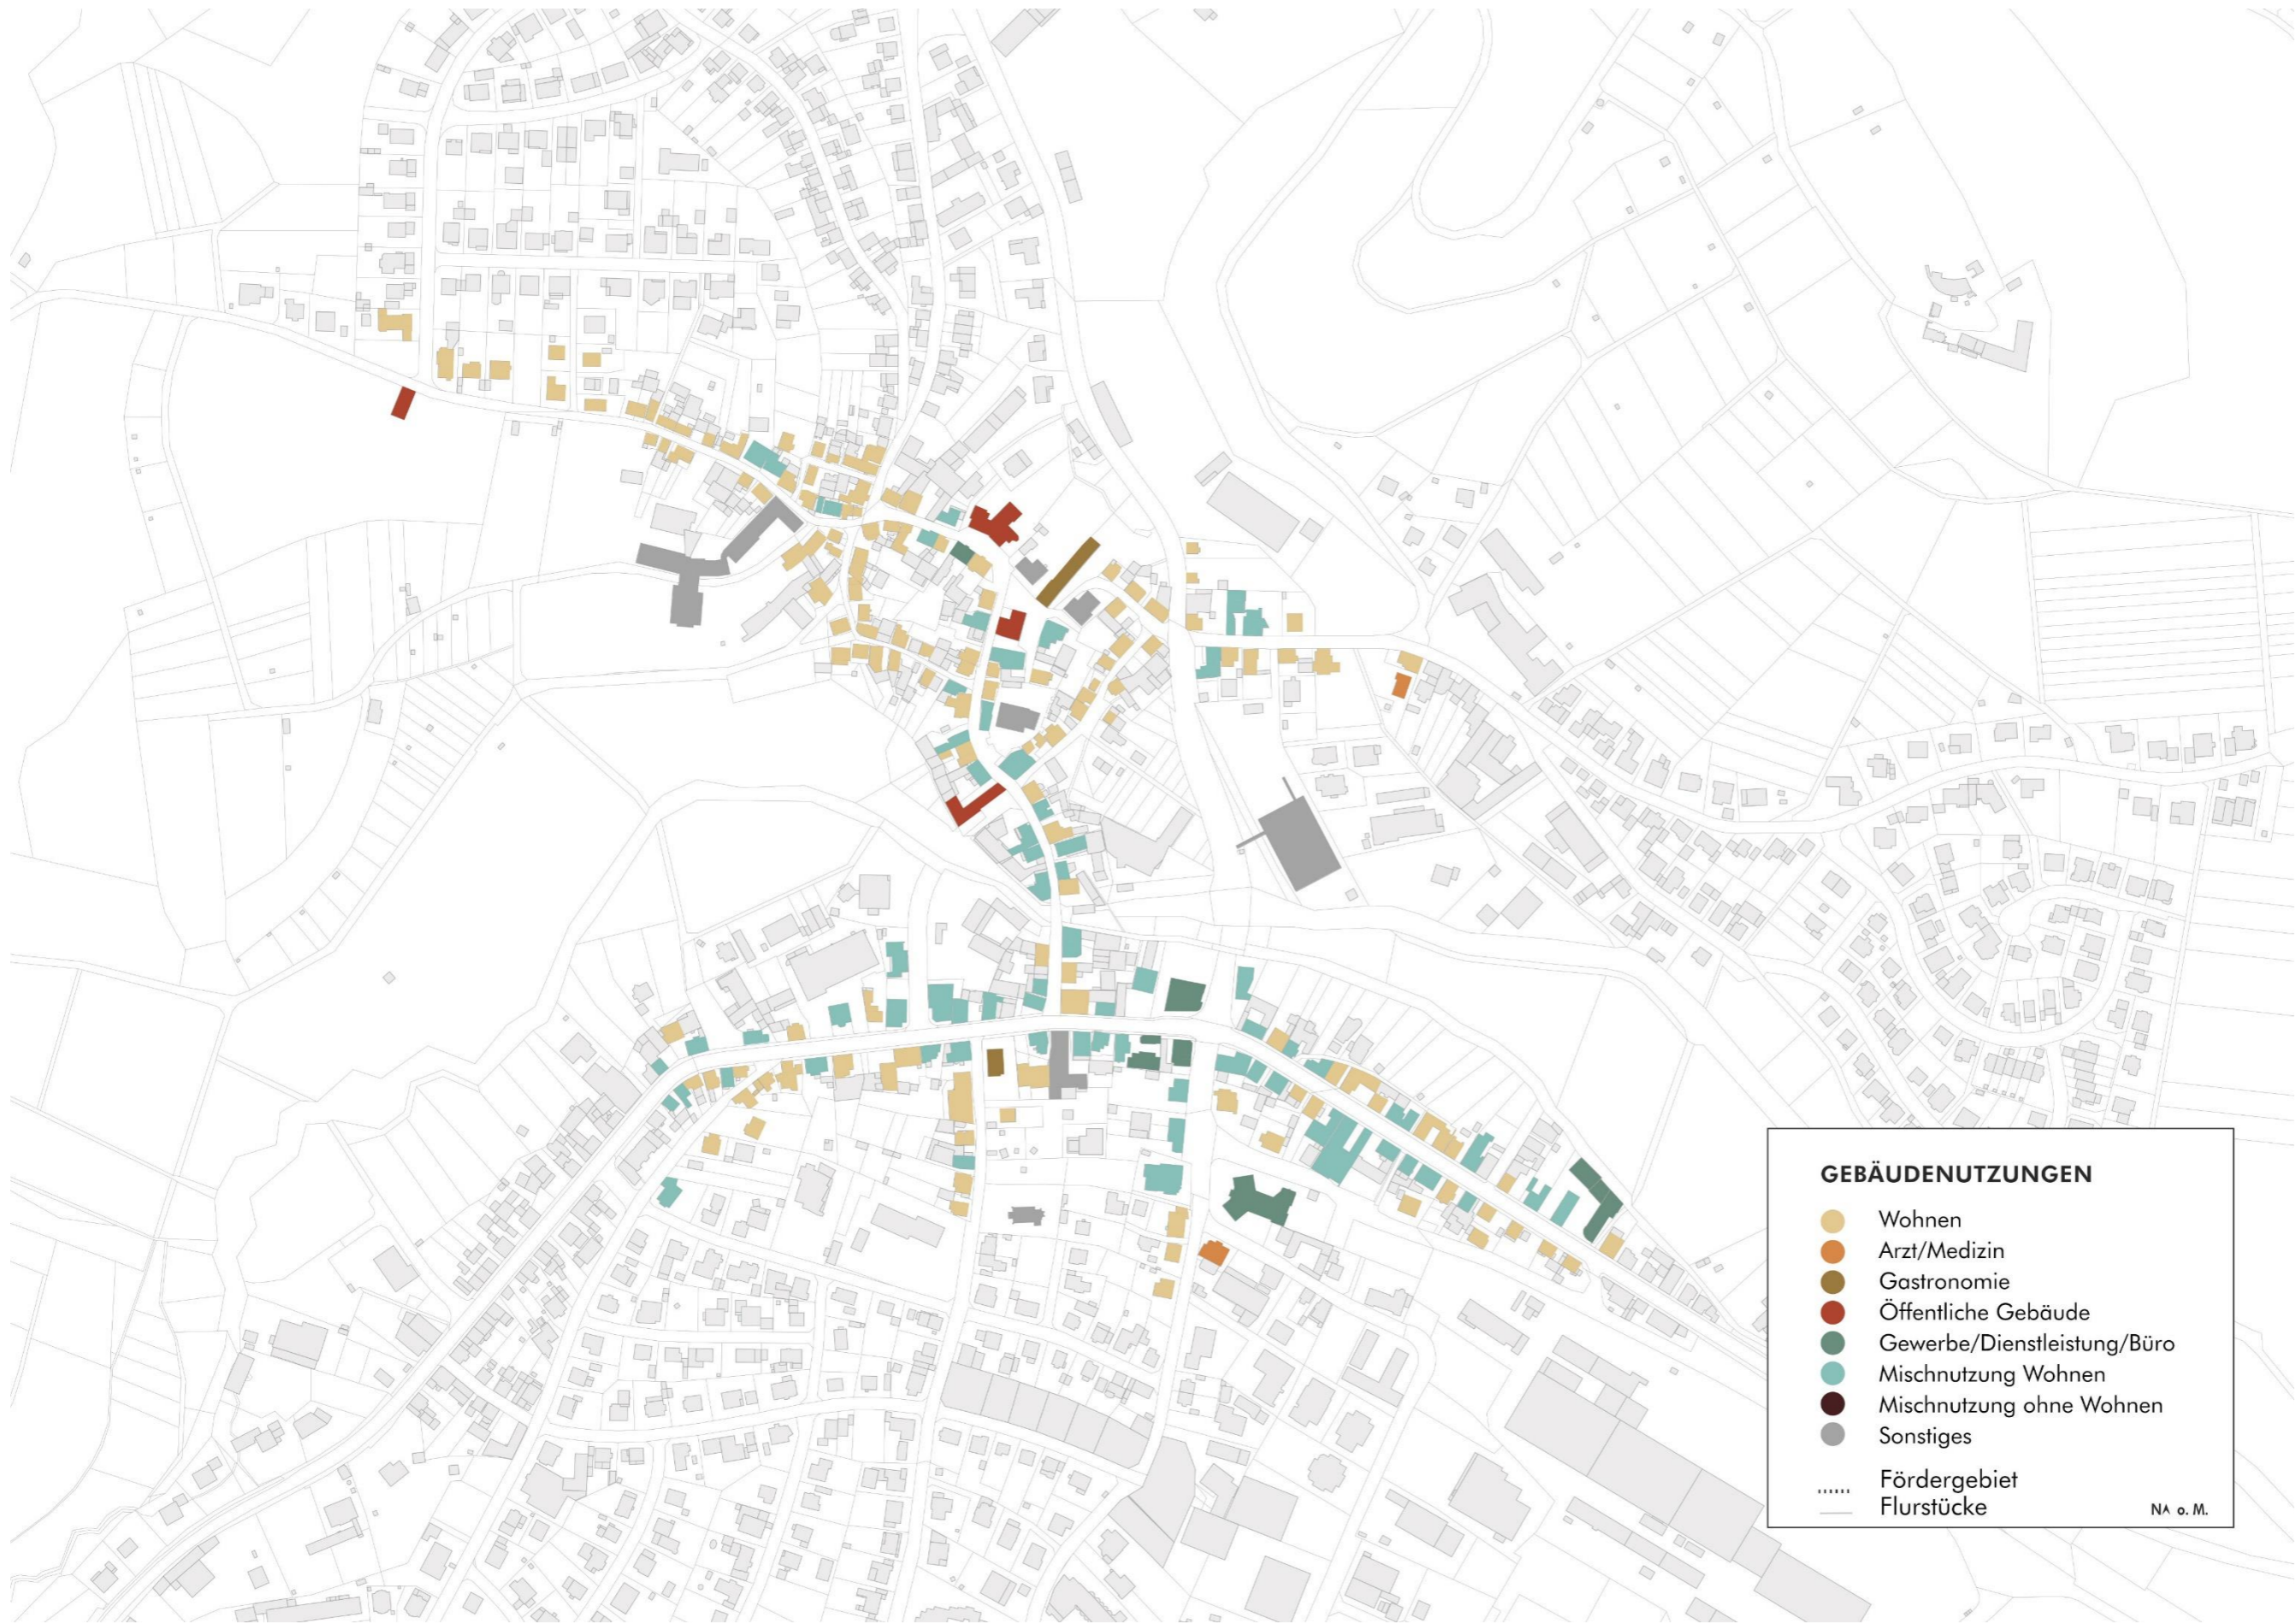 GEBÄUDENUTZUNGEN
Wohnen
Arzt/Medizin
Gastronomie
Öffentliche Gebäude
Gewerbe/Dienstleistung/Büro
Mischnutzung Wohnen
Mischnutzung ohne Wohnen
Sonstiges
Fördergebiet
Flurstücke
N o. M.